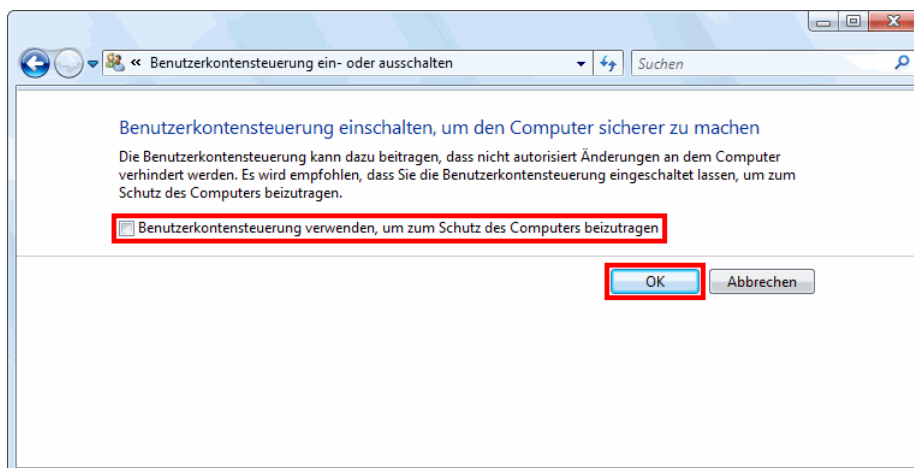 « Benutzerkontensteuerung ein- oder ausschalten
Suchen
Benutzerkontensteuerung einschalten, um den Computer sicherer zu machen
Die Benutzerkontensteuerung kann dazu beitragen, dass nicht autorisiert Änderungen an dem Computer
verhindert werden. Es wird empfohlen, dass Sie die Benutzerkontensteuerung eingeschaltet lassen, um zum
Schutz des Computers beizutragen.
Benutzerkontensteuerung verwenden, um zum Schutz des Computers beizutragen
OK
Abbrechen